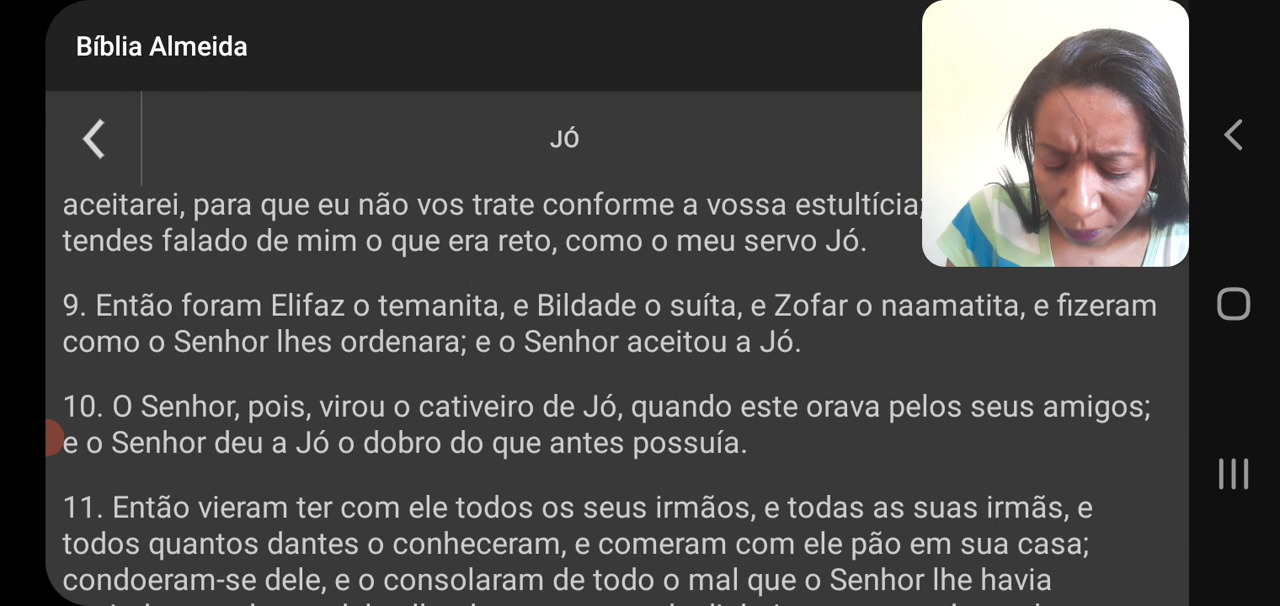 Bíblia Almeida
JÓ
aceitarei, para que eu não vos trate conforme a vossa estultícia;
tendes falado de mim o que era reto, como o meu servo Jó.
9. Então foram Elifaz o temanita, e Bildade o suíta, e Zofar o naamatita, e fizeram
como o Senhor lhes ordenara; e o Senhor aceitou a Jó.
10. O Senhor, pois, virou o cativeiro de Jó, quando este orava pelos seus amigos;
e o Senhor deu a Jó o dobro do que antes possuía.
11. Então vieram ter com ele todos os seus irmãos, e todas as suas irmãs, e
todos quantos dantes o conheceram, e comeram com ele pão em sua casa;
condoeram-se dele, e o consolaram de todo o mal que o Senhor lhe havia